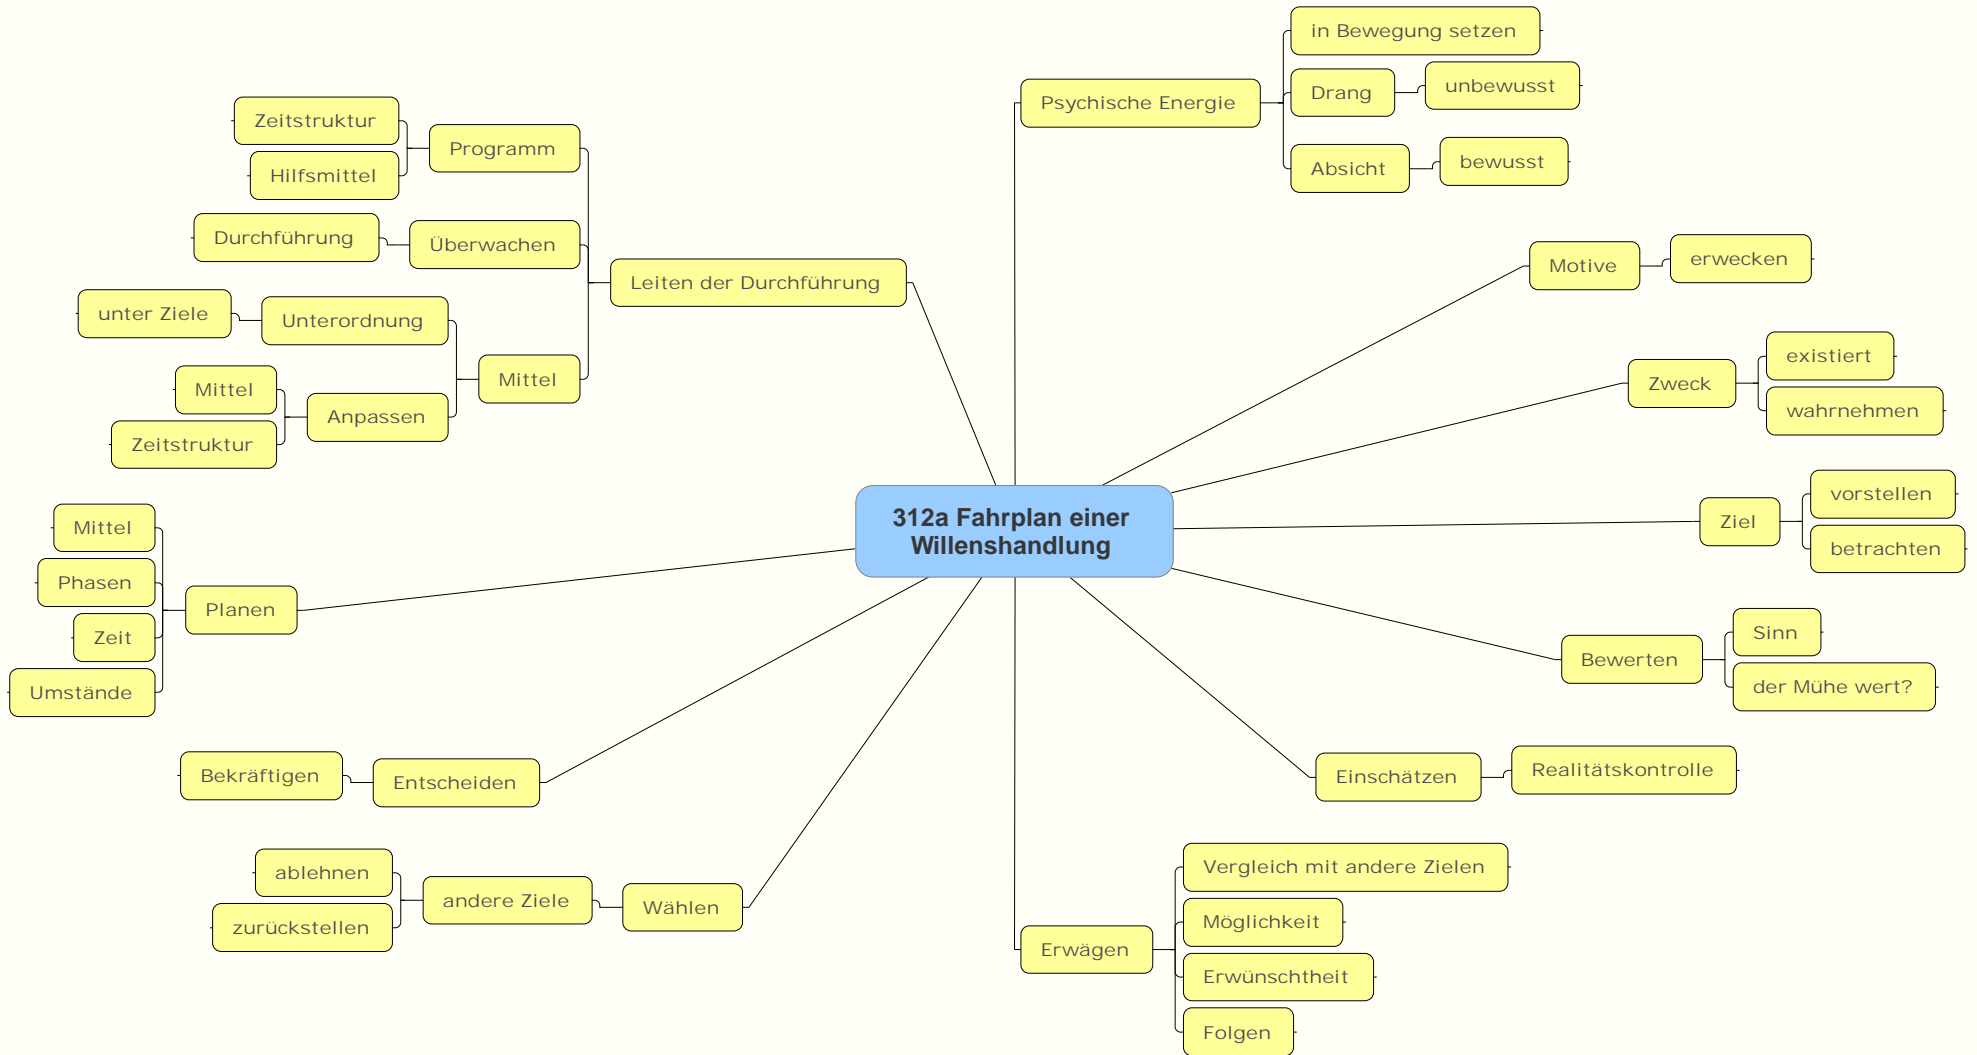 312a Fahrplan einer
Willenshandlung
Psychische Energie
in Bewegung setzen
Drang
unbewusst
Absicht
bewusst
Motive
erwecken
Zweck
existiert
wahrnehmen
Ziel
vorstellen
betrachten
Bewerten
Sinn
der Mühe wert?
Einschätzen
Realitätskontrolle
Erwägen
Vergleich mit andere Zielen
Möglichkeit
Erwünschtheit
Folgen
Wählen
andere Ziele
ablehnen
zurückstellen
Entscheiden
Bekräftigen
Planen
Mittel
Phasen
Zeit
Umstände
Leiten der Durchführung
Programm
Zeitstruktur
Hilfsmittel
Überwachen
Durchführung
Mittel
Unterordnung
unter Ziele
Anpassen
Mittel
Zeitstruktur